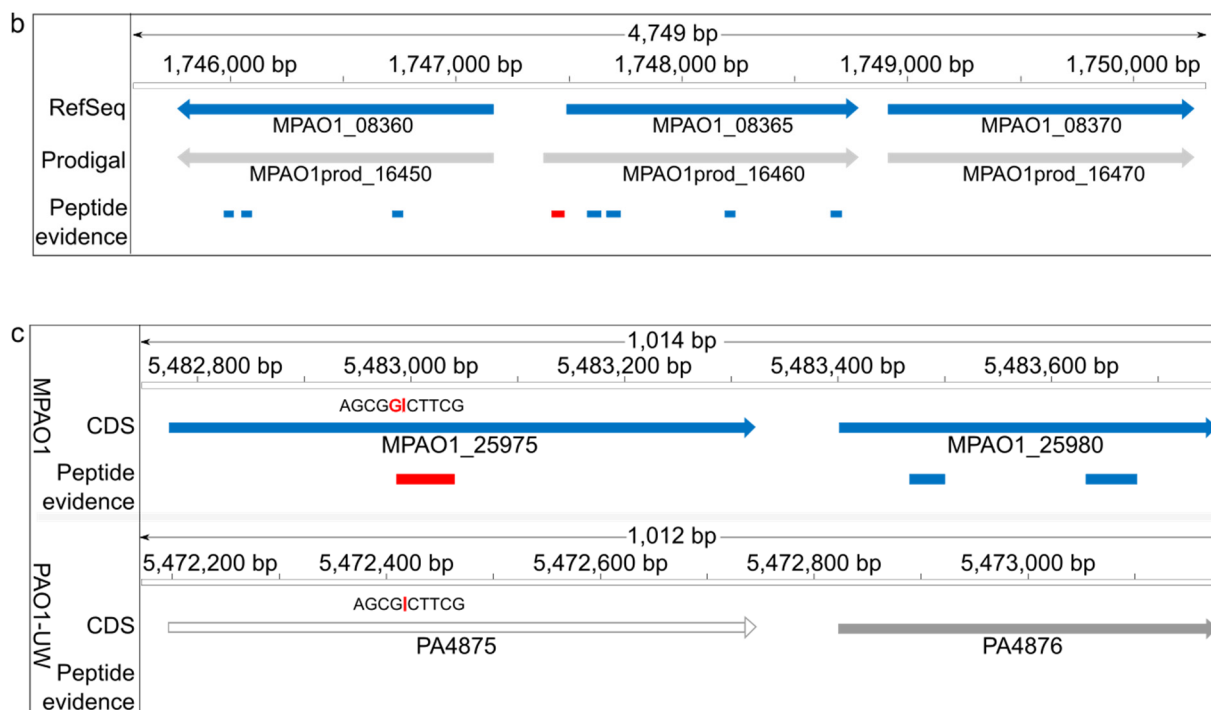 b
4,749 bp
1,746,000 bp 1,747,000 bp 1,748,000 bp 1,749,000 bp 1,750,000 bp
RefSeq
MPAO1_08360 MPAO1_08365 MPAO1_08370
Prodigal
MPAO1prod_16450 MPAO1prod_16460 MPAO1prod_16470
Peptide
evidence
c
MPAO1
1,014 bp
5,482,800 bp 5,483,000 bp 5,483,200 bp 5,483,400 bp 5,483,600 bp
AGCGG|CTTCG
CDS
MPAO1_25975 MPAO1_25980
Peptide
evidence
PAO1-UW
1,012 bp
5,472,200 bp 5,472,400 bp 5,472,600 bp 5,472,800 bp 5,473,000 bp
AGCG|CTTCG
CDS
PA4875 PA4876
Peptide
evidence